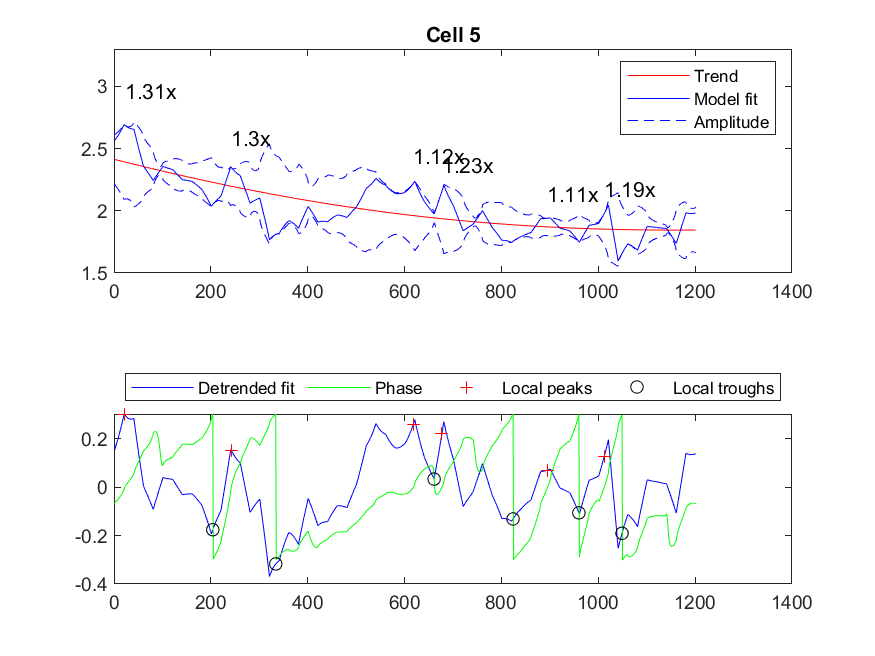 Cell 5
3
2.5
2
1.5
1.31x
1.3x
1.12x
1.23x
1.11x
1.19x
Trend
Model fit
Amplitude
0 200 400 600 800 1000 1200 1400
Detrended fit Phase Local peaks Local troughs
0.2
0
-0.2
-0.4
0 200 400 600 800 1000 1200 1400